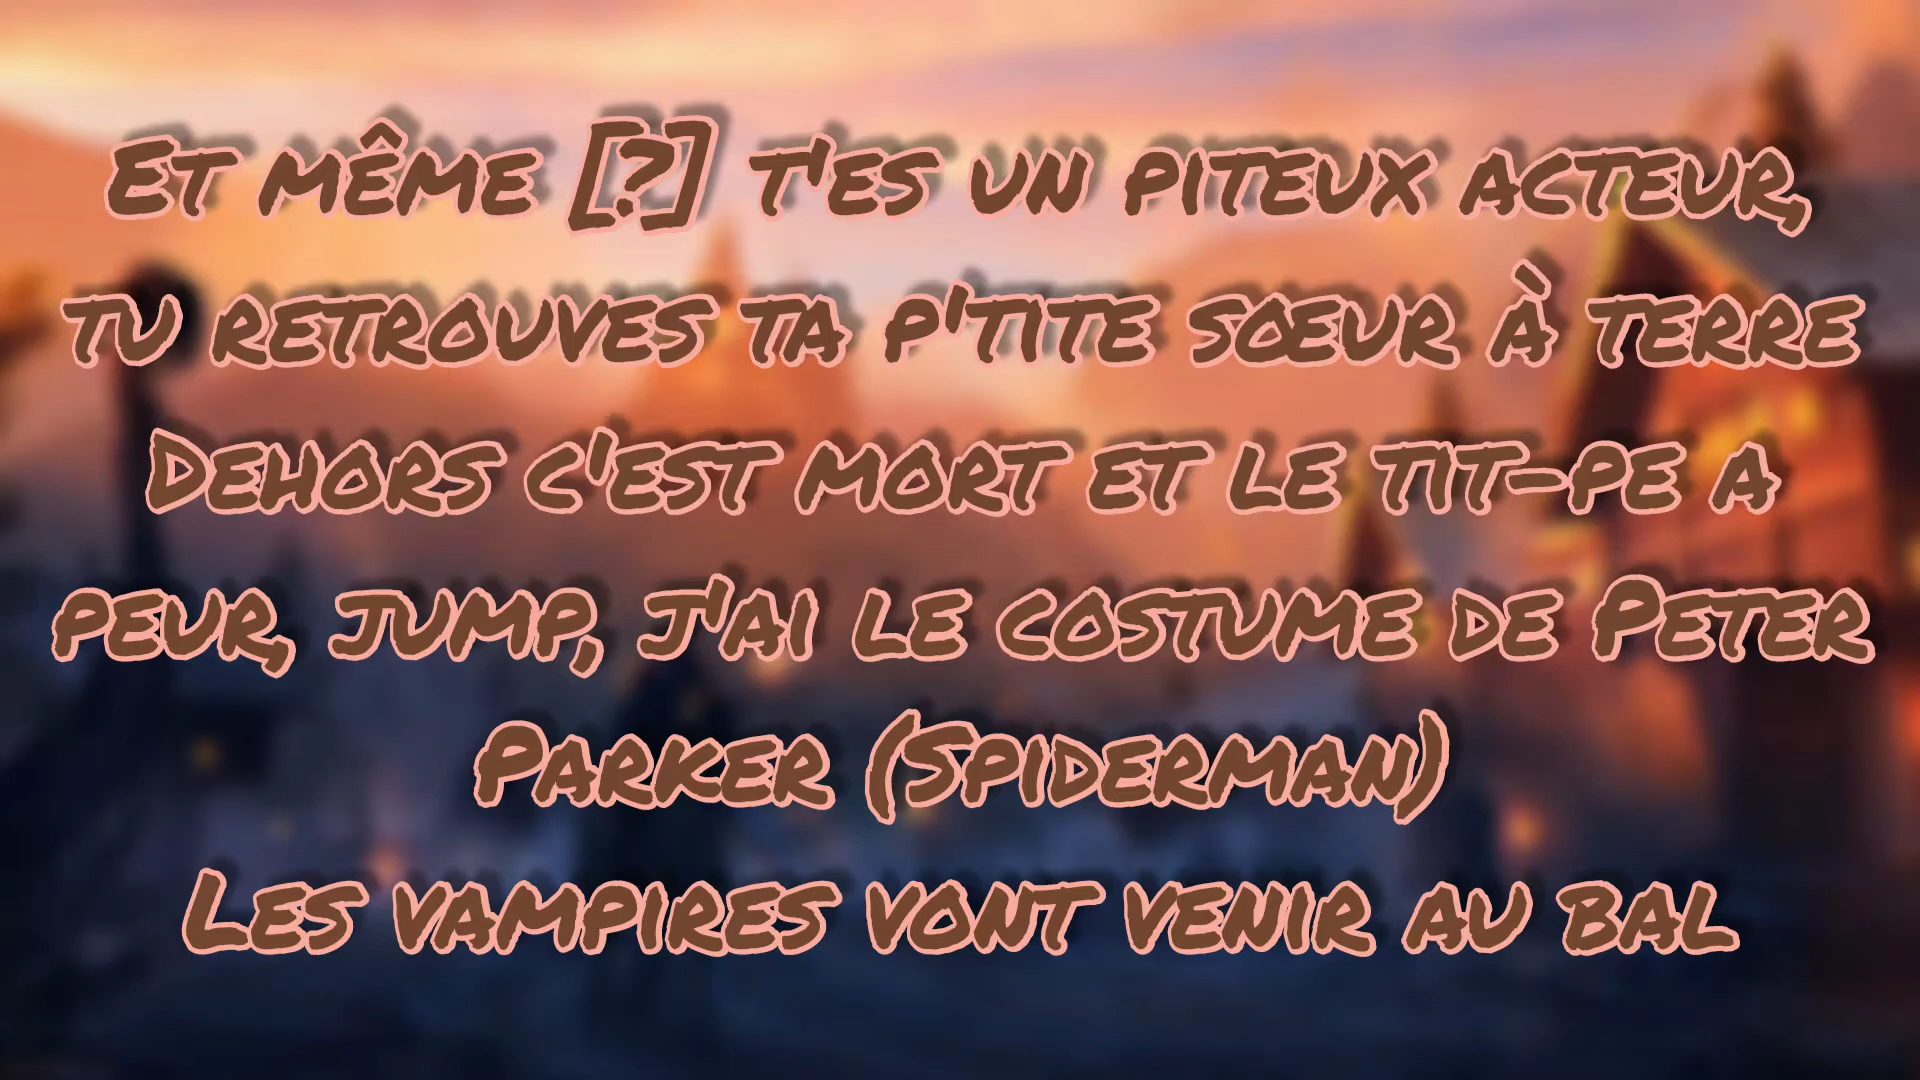 Et même [?] t'es un piteux acteur,
tu retrouves ta p'tite sœur à terre
Dehors c'est mort et le tit-pe a
peur, jump, j'ai le costume de Peter
Parker (Spiderman)
Les vampires vont venir au bal